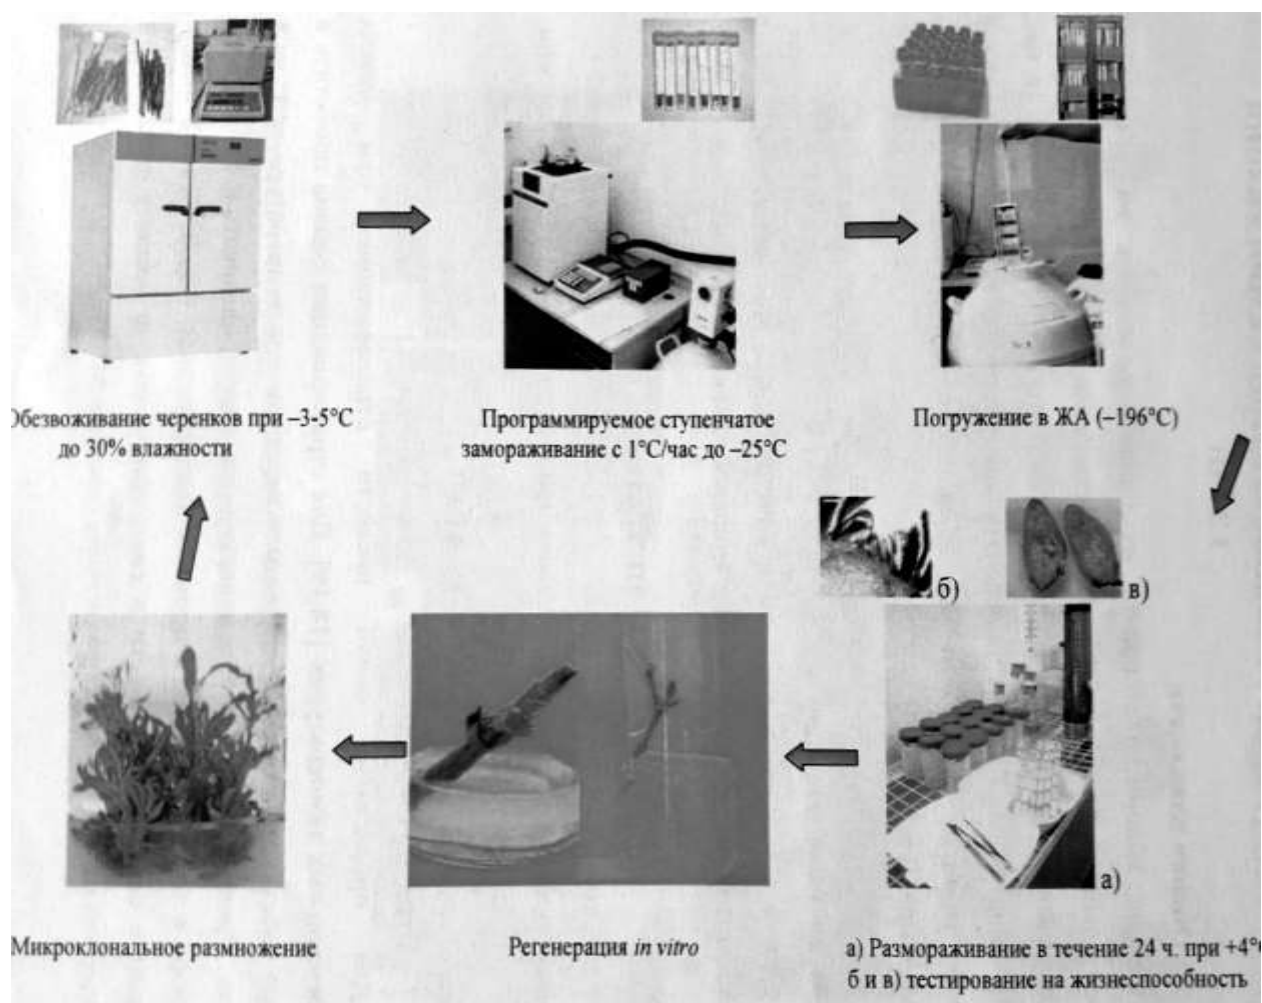 Обезвоживание черенков при –3-5°С
до 30% влажности
Программируемое ступенчатое
замораживание с 1°С/час до –25°С
Погружение в ЖА (–196°С)
б)
в)
а)
Микроклональное размножение
Регенерация in vitro
а) Размораживание в течение 24 ч. при +4°С
б и в) тестирование на жизнеспособность